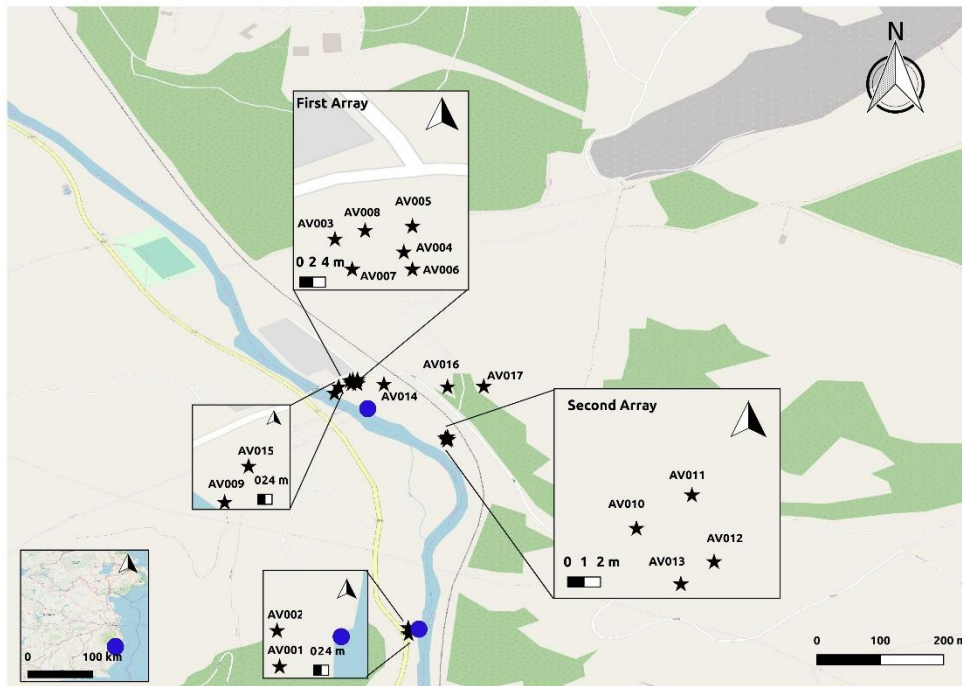 N
First Array
AV005
AV008
AV003
AV004
0 2 4 m
AV007
AV006
AV016
AV017
AV014
Second Array
AV015
024 m
AV009
AV011
AV010
AV012
0 1 2 m
AV013
AV002
024 m
AV001
100 km
0 100 200 m